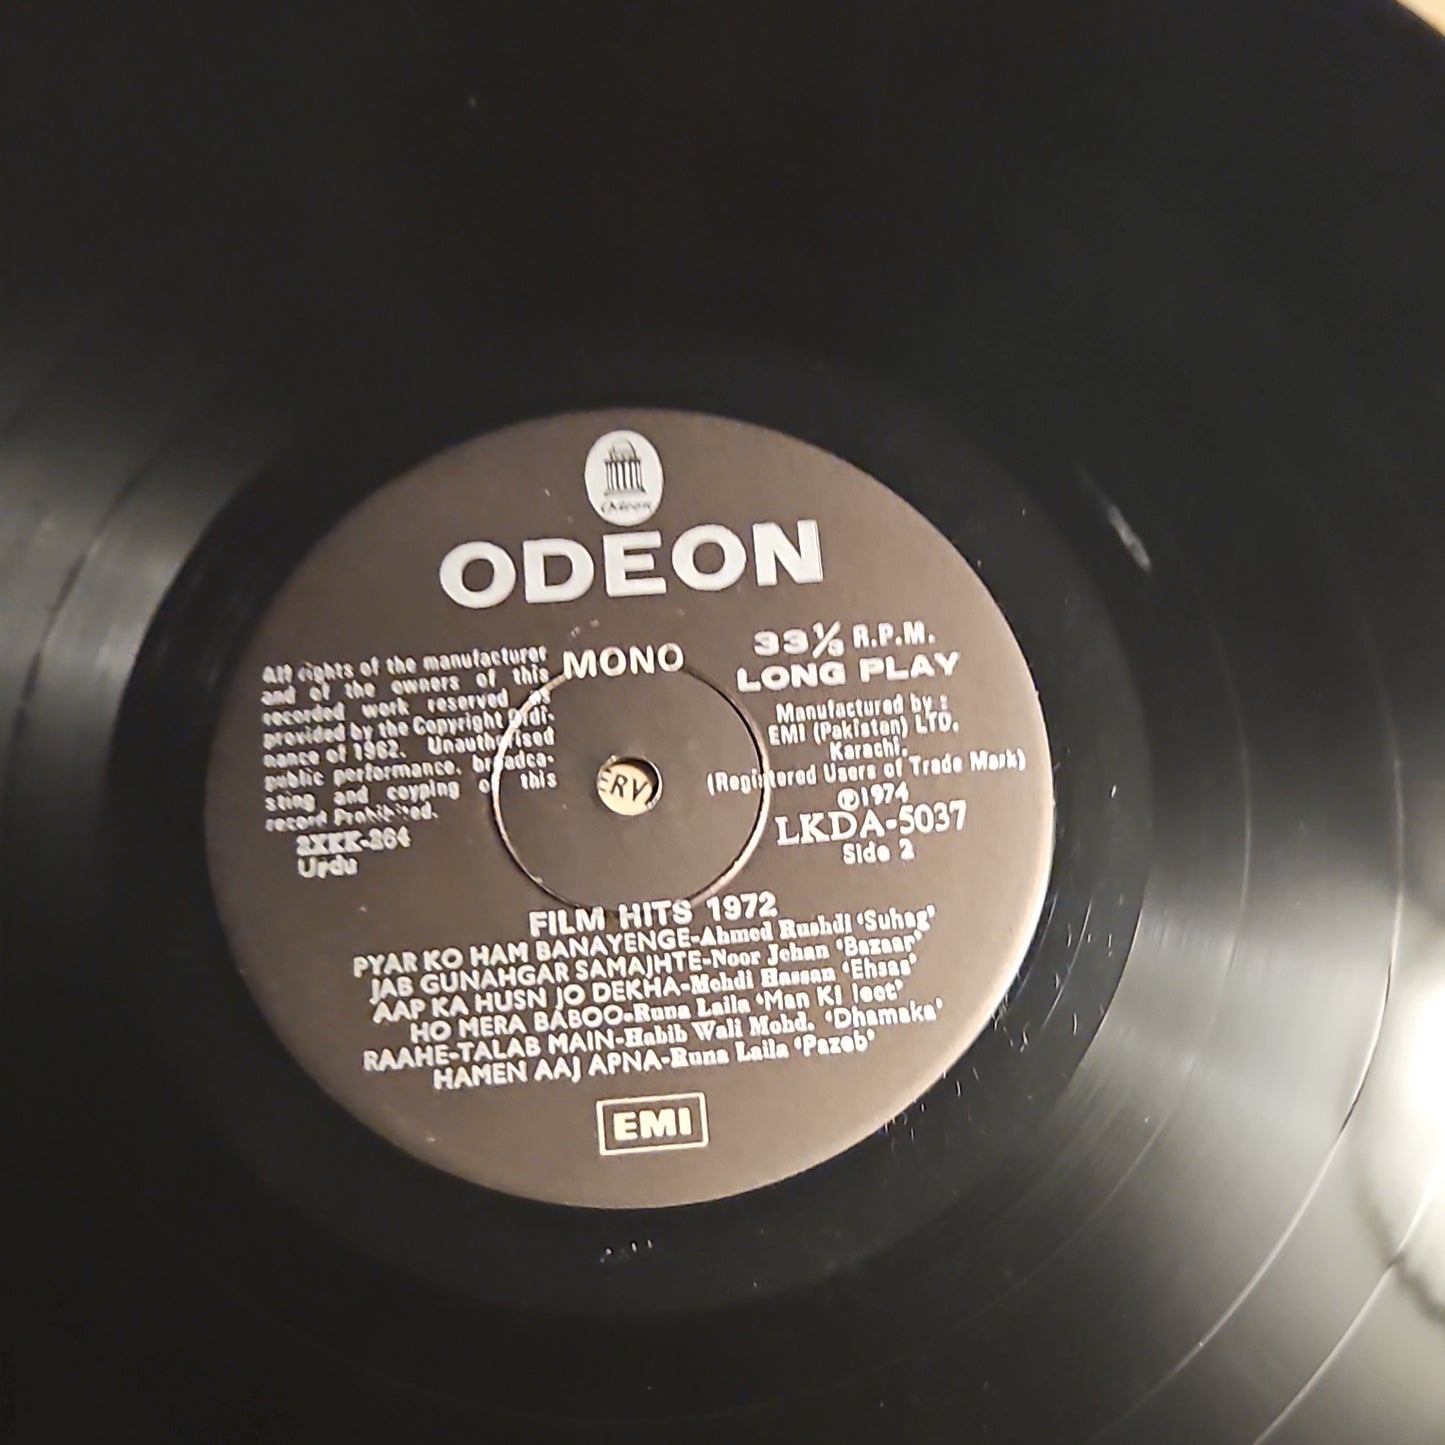 Odeon
ODEON
MONO
33⅓ R.P.M.
LONG PLAY
All rights of the manufacturer
and of the owners of this
recorded work reserved as
provided by the Copyright Ordi-
nance of 1962. Unauthorised
public performance, broadca-
sting and coyping of this
record Prohibited.
2XKK-264
Urdu
Manufactured by :
EMI (Pakistan) LTD.
Karachi.
(Registered Users of Trade Mark)
℗1974
LKDA-5037
Side 2
ERV
FILM HITS 1972
PYAR KO HAM BANAYENGE-Ahmed Rushdi 'Suhag'
JAB GUNAHGAR SAMAJHTE-Noor Jehan 'Bazaar'
AAP KA HUSN JO DEKHA-Mehdi Hassan 'Ehsas'
HO MERA BABOO-Runa Laila 'Man Ki Jeet'
RAAHE-TALAB MAIN-Habib Wali Mohd. 'Dhamaka'
HAMEN AAJ APNA-Runa Laila 'Pazeb'
EMI